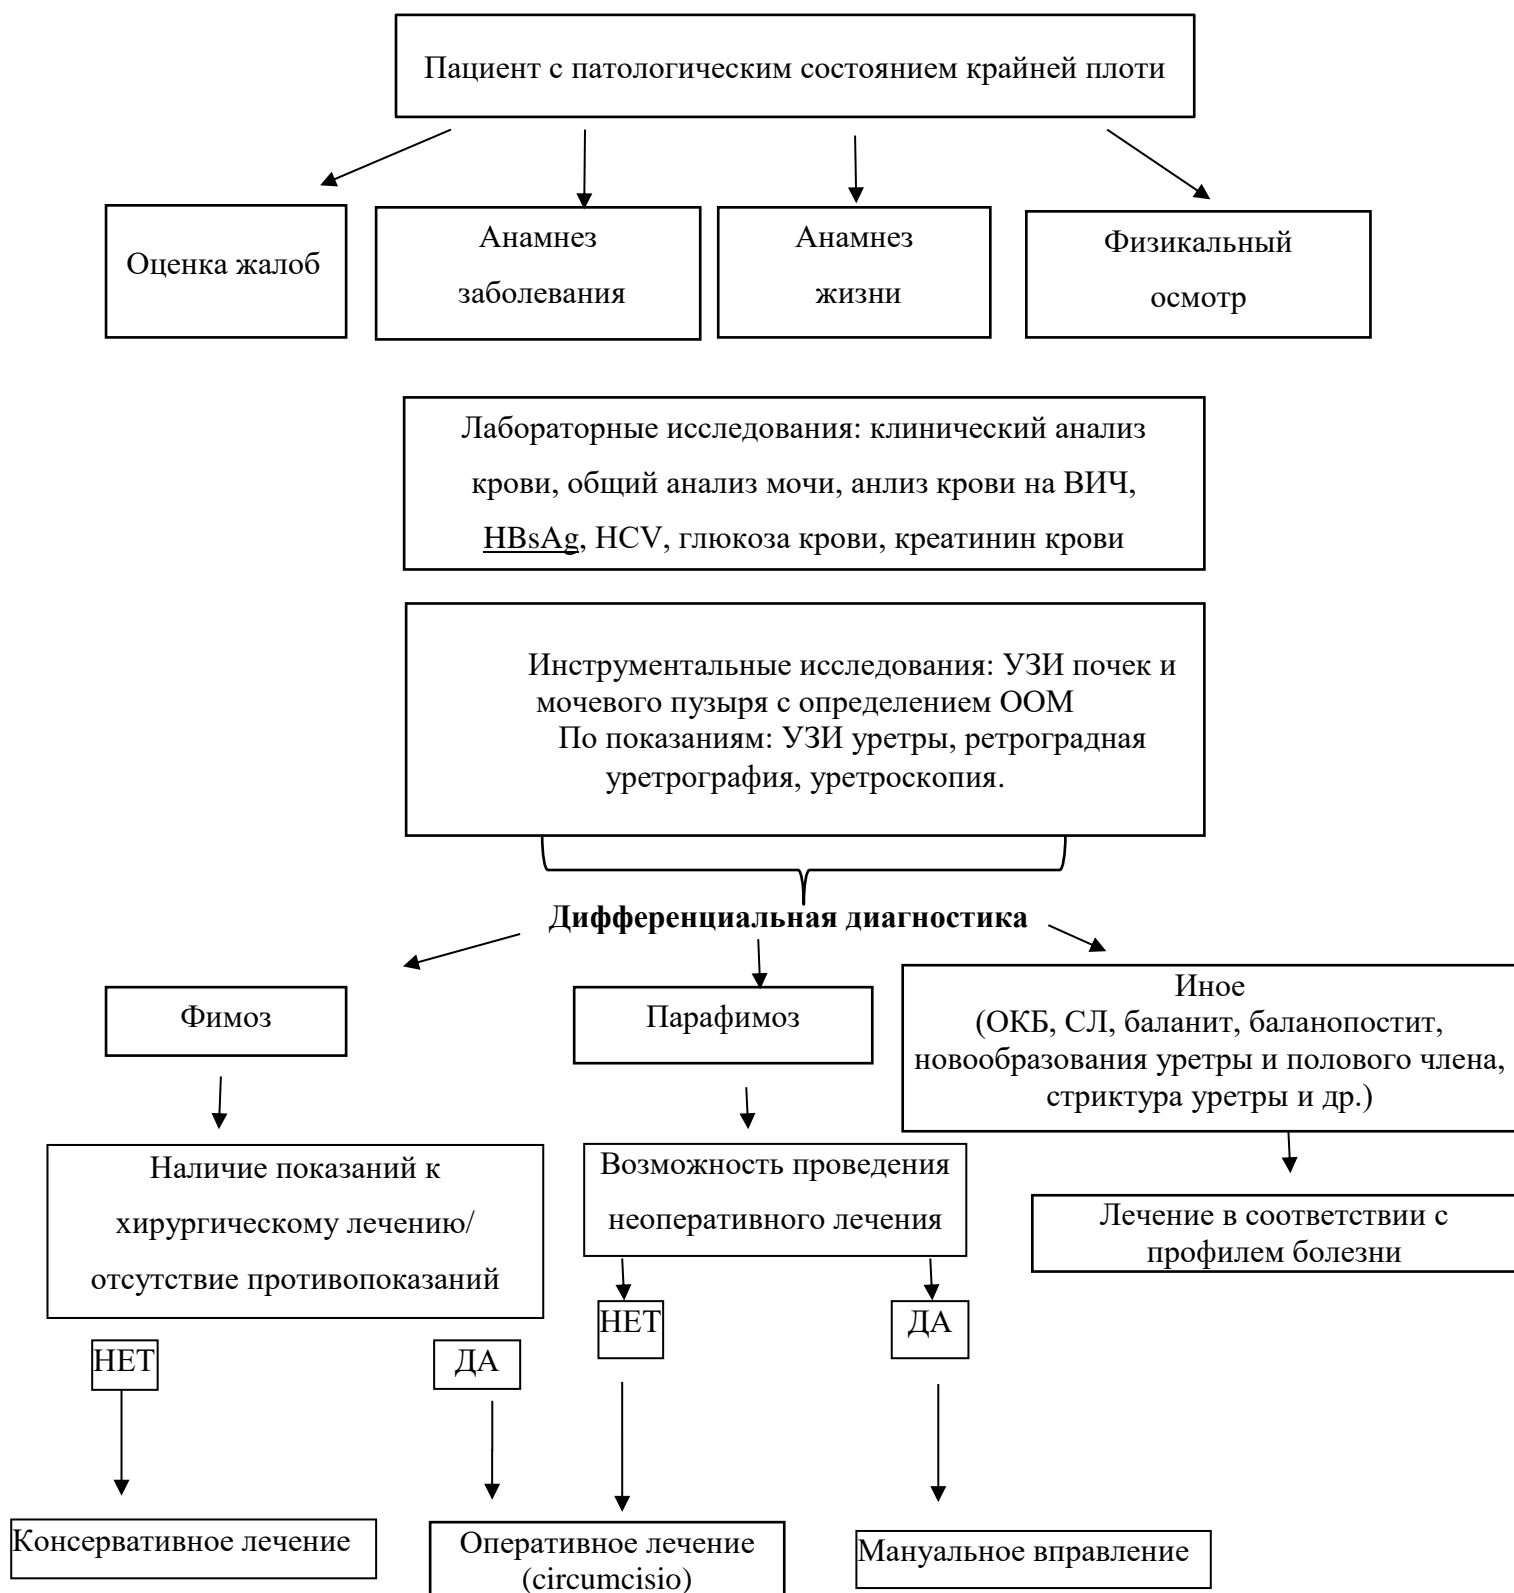 Пациент с патологическим состоянием крайней плоти
Оценка жалоб
Анамнез
заболевания
Анамнез
жизни
Физикальный
осмотр
Лабораторные исследования: клинический анализ
крови, общий анализ мочи, анлиз крови на ВИЧ,
HBsAg, HCV, глюкоза крови, креатинин крови
Инструментальные исследования: УЗИ почек и
мочевого пузыря с определением ООМ
По показаниям: УЗИ уретры, ретроградная
уретрография, уретроскопия.
Дифференциальная диагностика
Фимоз
Парафимоз
Иное
(ОКБ, СЛ, баланит, баланопостит,
новообразования уретры и полового члена,
стриктура уретры и др.)
Наличие показаний к
хирургическому лечению/
отсутствие противопоказаний
Возможность проведения
неоперативного лечения
Лечение в соответствии с
профилем болезни
НЕТ
ДА
НЕТ
ДА
Консервативное лечение
Оперативное лечение
(circumcisio)
Мануальное вправление